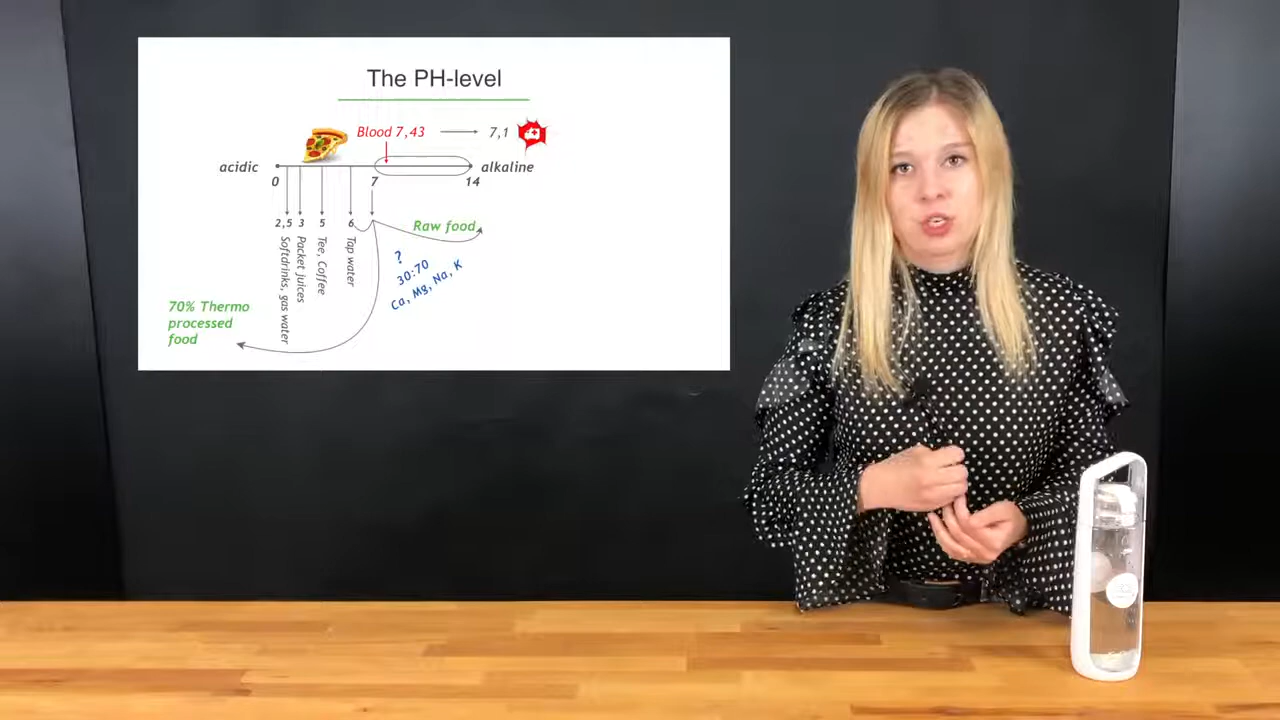 The PH-level
Blood 7,43
7,1
acidic
alkaline
0
7
14
2,5
3
5
6
Softdrinks, gas water
Packet juices
Tee, Coffee
Tap water
Raw food
?
30:70
Ca, Mg, Na, K
70% Thermo
processed
food